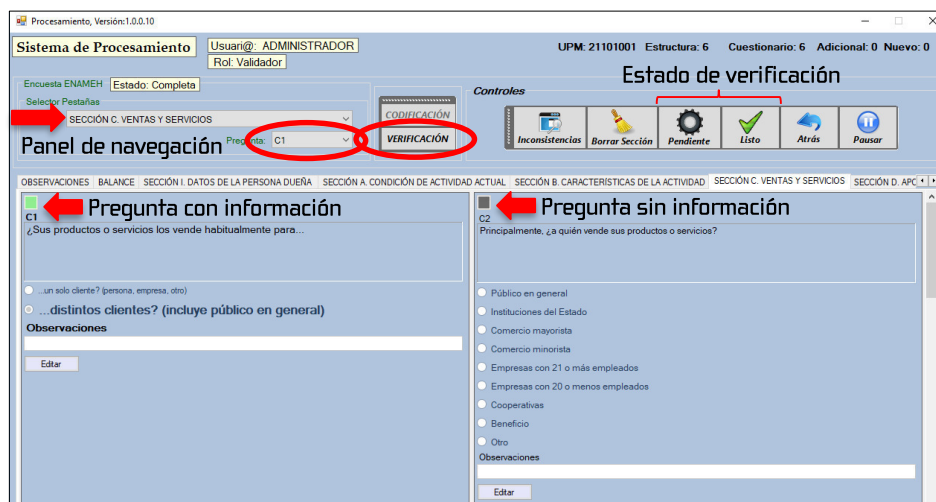 Procesamiento, Versión:1.0.0.10
Sistema de Procesamiento
Usuari@: ADMINISTRADOR
Rol: Validador
UPM: 21101001 Estructura: 6 Cuestionario: 6 Adicional: 0 Nuevo: 0
Encuesta ENAMEH Estado: Completa
Selector Pestañas
SECCIÓN C. VENTAS Y SERVICIOS
Panel de navegación
Pregunta: C1
CODIFICACIÓN
VERIFICACIÓN
Estado de verificación
Controles
Inconsistencias Borrar Sección Pendiente Listo Atrás Pausar
OBSERVACIONES BALANCE SECCIÓN I. DATOS DE LA PERSONA DUEÑA SECCIÓN A. CONDICIÓN DE ACTIVIDAD ACTUAL SECCIÓN B. CARACTERÍSTICAS DE LA ACTIVIDAD SECCIÓN C. VENTAS Y SERVICIOS SECCIÓN D. APO
Pregunta con información
C1
¿Sus productos o servicios los vende habitualmente para...
...un solo cliente? (persona, empresa, otro)
...distintos clientes? (incluye público en general)
Observaciones
Editar
Pregunta sin información
C2
Principalmente, ¿a quién vende sus productos o servicios?
Público en general
Instituciones del Estado
Comercio mayorista
Comercio minorista
Empresas con 21 o más empleados
Empresas con 20 o menos empleados
Cooperativas
Beneficio
Otro
Observaciones
Editar